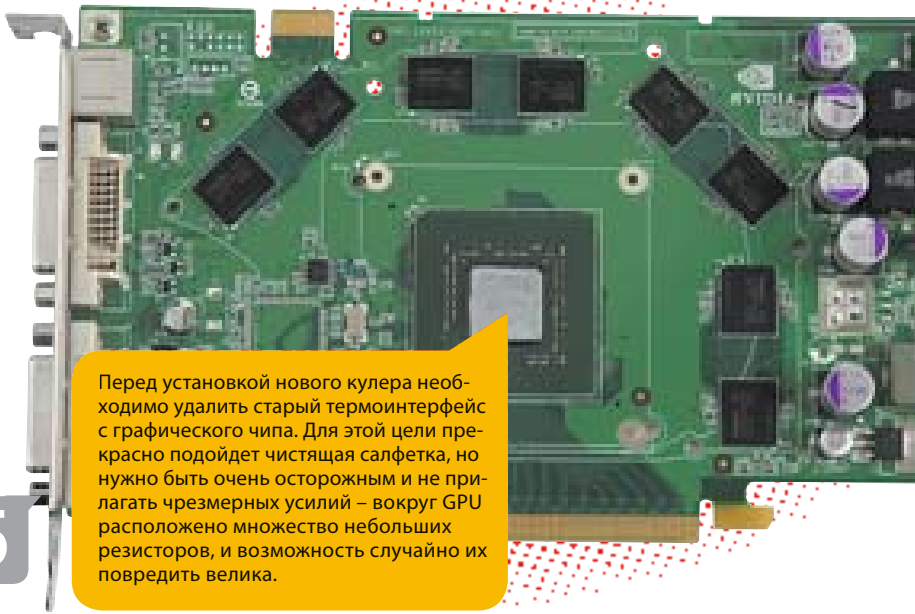 NVIDIA
Перед установкой нового кулера необ-
ходимо удалить старый термоинтерфейс
с графического чипа. Для этой цели пре-
красно подойдет чистящая салфетка, но
нужно быть очень осторожным и не при-
лагать чрезмерных усилий – вокруг GPU
расположено множество небольших
резисторов, и возможность случайно их
повредить велика.
5